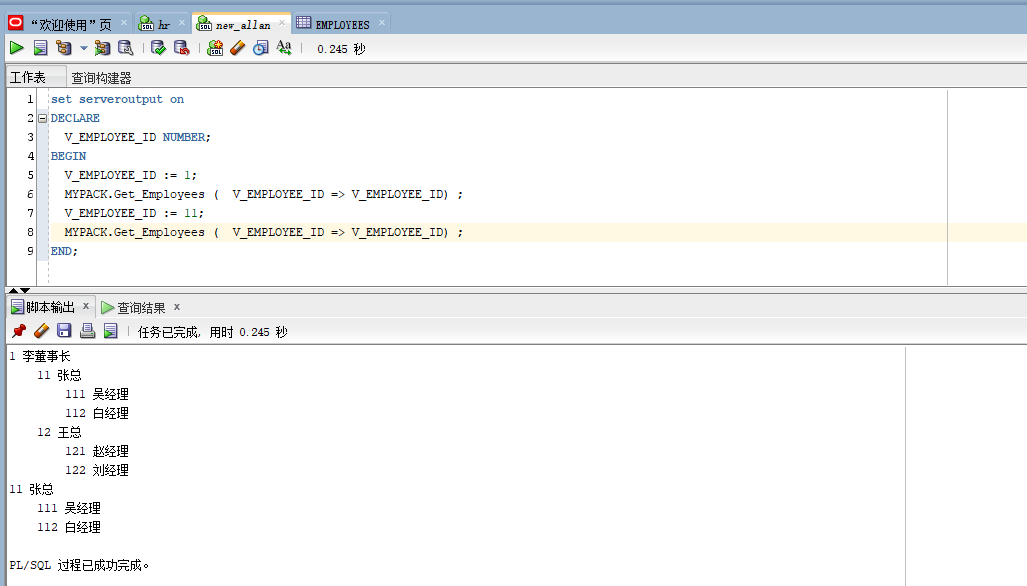 “欢迎使用”页 hr new_allan EMPLOYEES
0.245 秒
工作表 查询构建器
1 set serveroutput on
2 DECLARE
3 V_EMPLOYEE_ID NUMBER;
4 BEGIN
5 V_EMPLOYEE_ID := 1;
6 MYPACK.Get_Employees (  V_EMPLOYEE_ID => V_EMPLOYEE_ID) ;
7 V_EMPLOYEE_ID := 11;
8 MYPACK.Get_Employees (  V_EMPLOYEE_ID => V_EMPLOYEE_ID) ;
9 END;
脚本输出 x 查询结果 x
任务已完成, 用时 0.245 秒
1 李董事长
11 张总
111 吴经理
112 白经理
12 王总
121 赵经理
122 刘经理
11 张总
111 吴经理
112 白经理
PL/SQL 过程已成功完成。